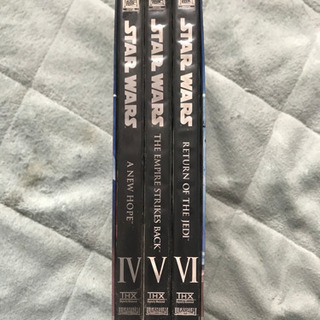 STAR WARS
A NEW HOPE
IV
THX
STAR WARS
THE EMPIRE STRIKES BACK
V
THX
STAR WARS
RETURN OF THE JEDI
VI
THX